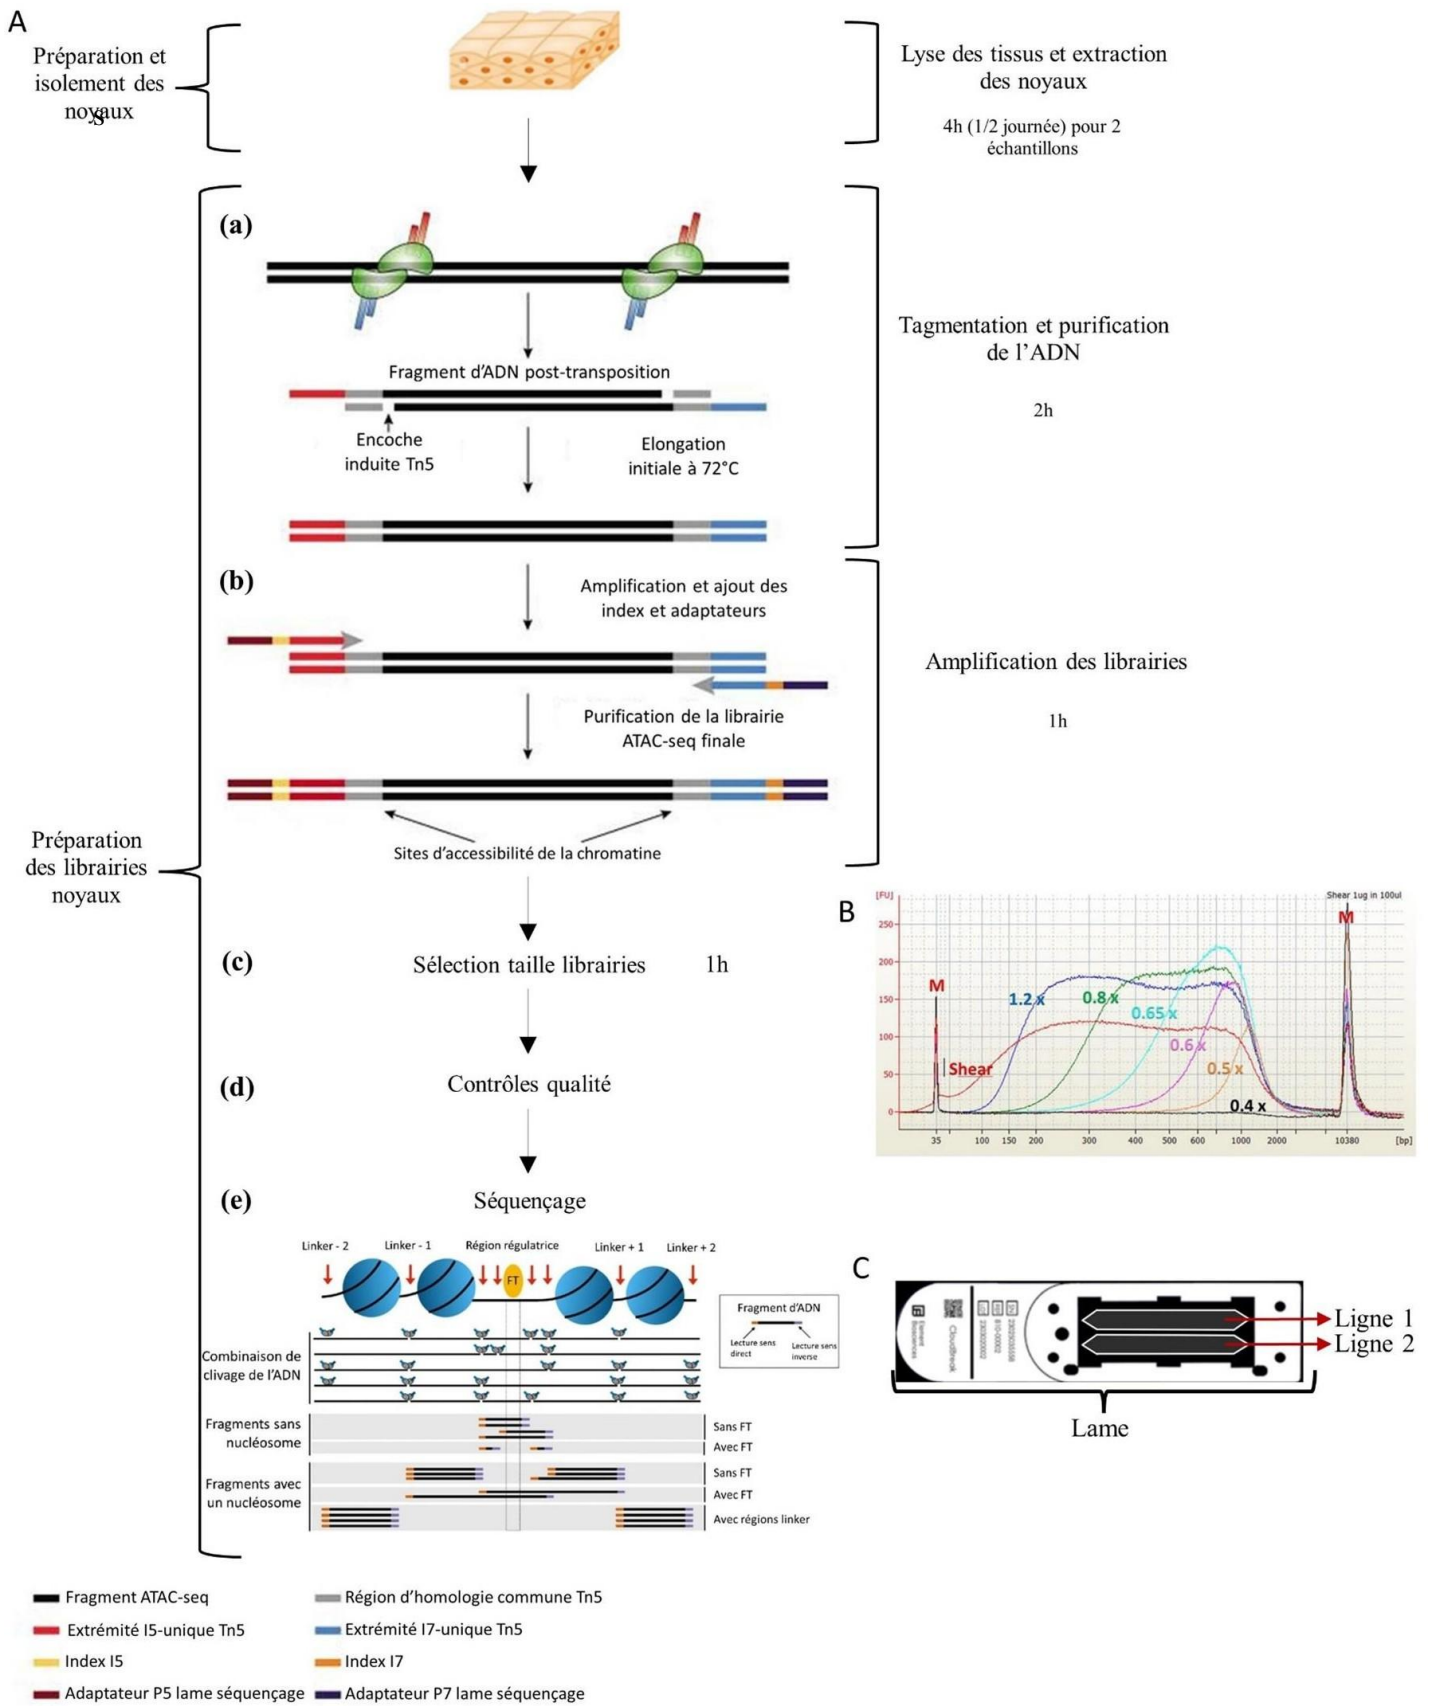 A
Préparation et
isolement des
noyaux
s
Lyse des tissus et extraction
des noyaux
4h (1/2 journée) pour 2
échantillons
(a)
Fragment d'ADN post-transposition
Encoche
induite Tn5
Elongation
initiale à 72°C
Tagmentation et purification
de l'ADN
2h
(b)
Amplification et ajout des
index et adaptateurs
Purification de la librairie
ATAC-seq finale
Sites d'accessibilité de la chromatine
Amplification des librairies
1h
Préparation
des librairies
noyaux
(c)
Sélection taille librairies
1h
(d)
Contrôles qualité
(e)
Séquençage
Linker - 2
Linker - 1
Région régulatrice
Linker + 1
Linker + 2
FT
Fragment d'ADN
Lecture sens
direct
Lecture sens
inverse
Combinaison de
clivage de l'ADN
Fragments sans
nucléosome
Sans FT
Avec FT
Fragments avec
un nucléosome
Sans FT
Avec FT
Avec régions linker
B
[FU]
Shear 1ug in 100ul
250
200
150
100
50
0
M
M
Shear
1.2 x
0.8 x
0.65 x
0.6 x
0.5 x
0.4 x
35 100 150 200 300 400 500 600 1000 2000 10380 [bp]
C
Element
Biosciences
Cloudbreak
810-00002
Ligne 1
Ligne 2
Lame
Fragment ATAC-seq
Région d'homologie commune Tn5
Extrémité I5-unique Tn5
Extrémité I7-unique Tn5
Index I5
Index I7
Adaptateur P5 lame séquençage
Adaptateur P7 lame séquençage